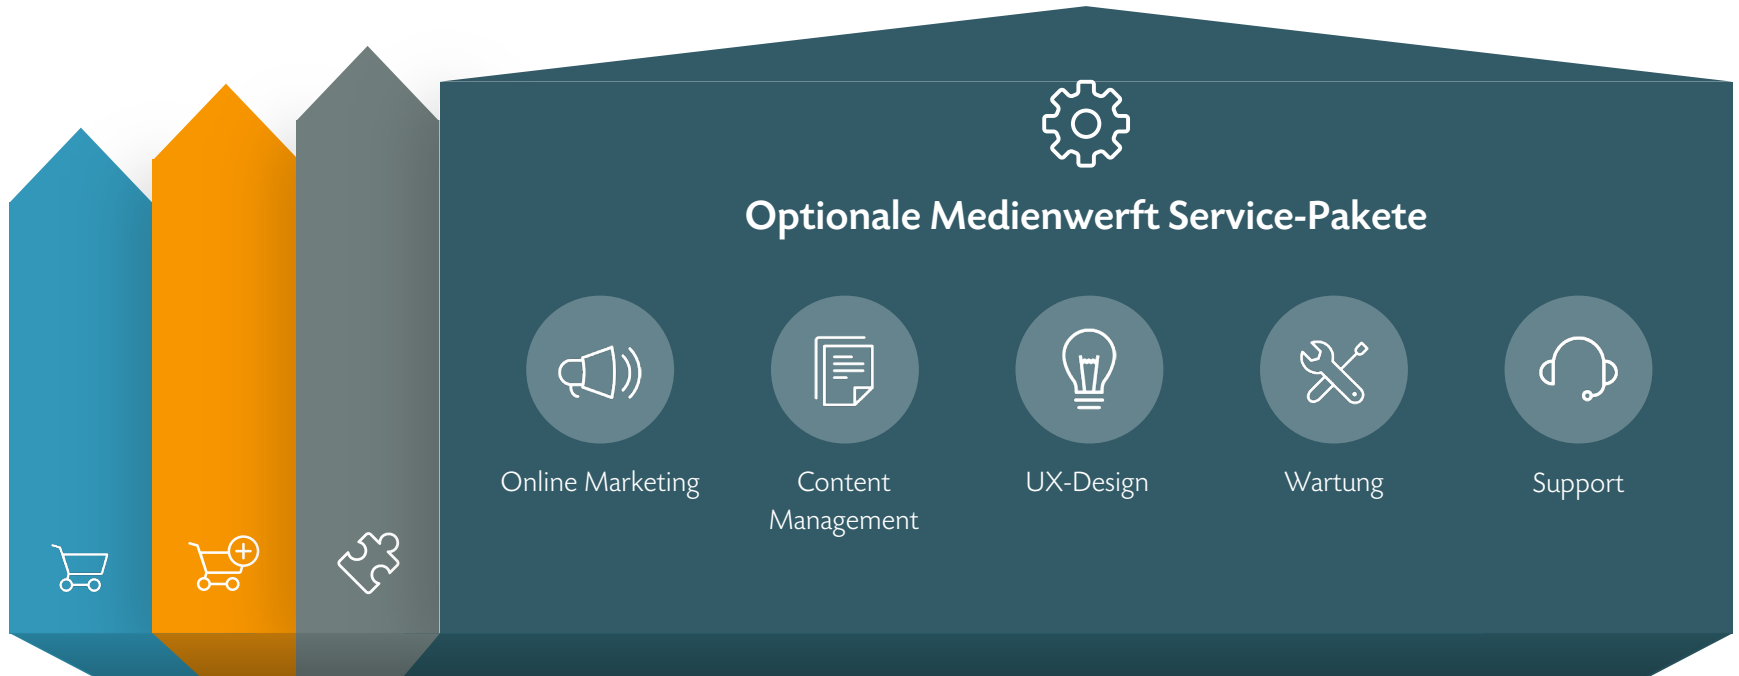 Optionale Medienwerft Service-Pakete
Online Marketing
Content
Management
UX-Design
Wartung
Support